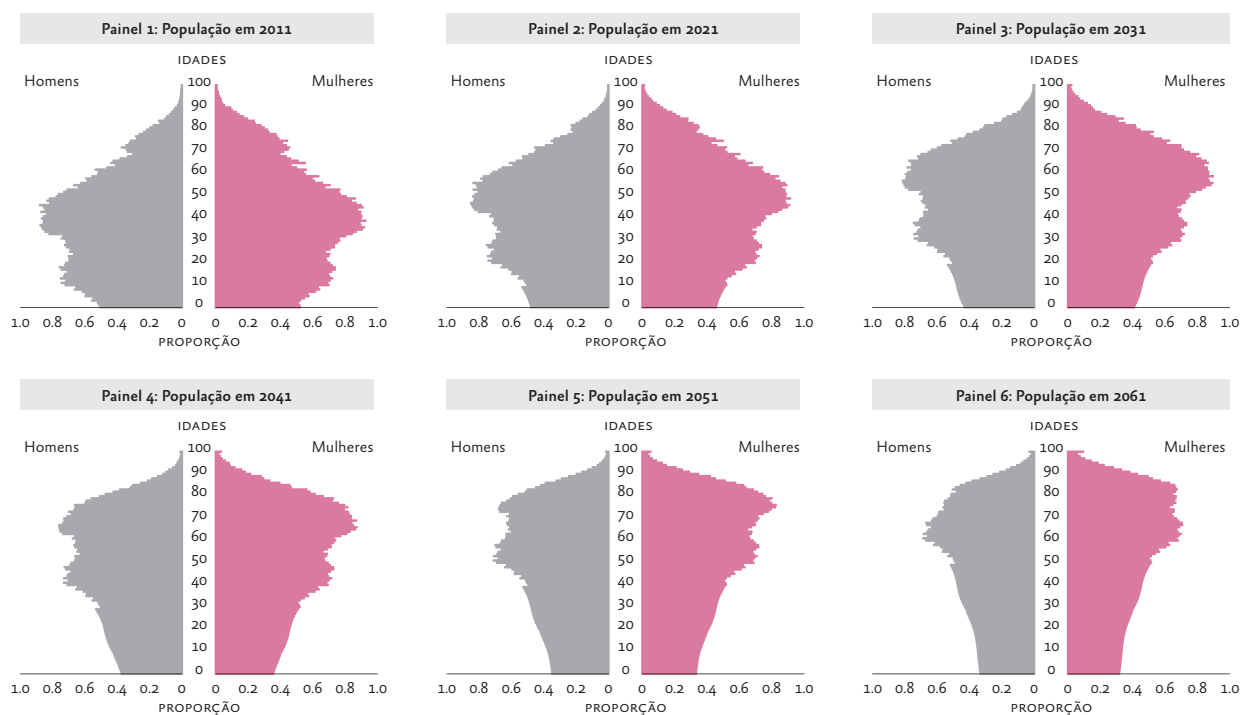 Painel 1: População em 2011
IDADES
Homens
Mulheres
100
90
80
70
60
50
40
30
20
10
0
1.0 0.8 0.6 0.4 0.2 0 0 0.2 0.4 0.6 0.8 1.0
PROPORÇÃO
Painel 2: População em 2021
IDADES
Homens
Mulheres
100
90
80
70
60
50
40
30
20
10
0
1.0 0.8 0.6 0.4 0.2 0 0 0.2 0.4 0.6 0.8 1.0
PROPORÇÃO
Painel 3: População em 2031
IDADES
Homens
Mulheres
100
90
80
70
60
50
40
30
20
10
0
1.0 0.8 0.6 0.4 0.2 0 0 0.2 0.4 0.6 0.8 1.0
PROPORÇÃO
Painel 4: População em 2041
IDADES
Homens
Mulheres
100
90
80
70
60
50
40
30
20
10
0
1.0 0.8 0.6 0.4 0.2 0 0 0.2 0.4 0.6 0.8 1.0
PROPORÇÃO
Painel 5: População em 2051
IDADES
Homens
Mulheres
100
90
80
70
60
50
40
30
20
10
0
1.0 0.8 0.6 0.4 0.2 0 0 0.2 0.4 0.6 0.8 1.0
PROPORÇÃO
Painel 6: População em 2061
IDADES
Homens
Mulheres
100
90
80
70
60
50
40
30
20
10
0
1.0 0.8 0.6 0.4 0.2 0 0 0.2 0.4 0.6 0.8 1.0
PROPORÇÃO